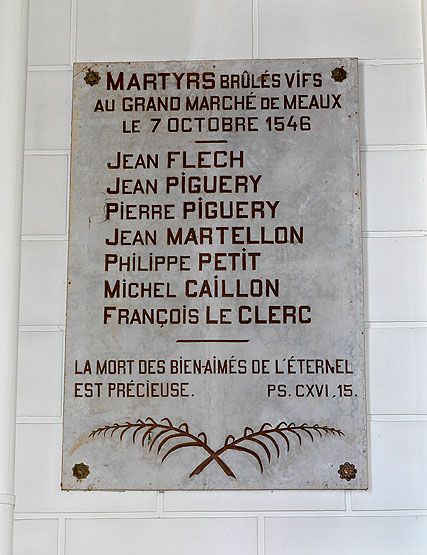 MARTYRS BRÛLÉS VIFS
AU GRAND MARCHÉ DE MEAUX
LE 7 OCTOBRE 1546
JEAN FLECH
JEAN PIGUERY
PIERRE PIGUERY
JEAN MARTELLON
PHILIPPE PETIT
MICHEL CAILLON
FRANÇOIS LE CLERC
LA MORT DES BIEN-AIMÉS DE L'ÉTERNEL
EST PRÉCIEUSE. PS. CXVI, 15.